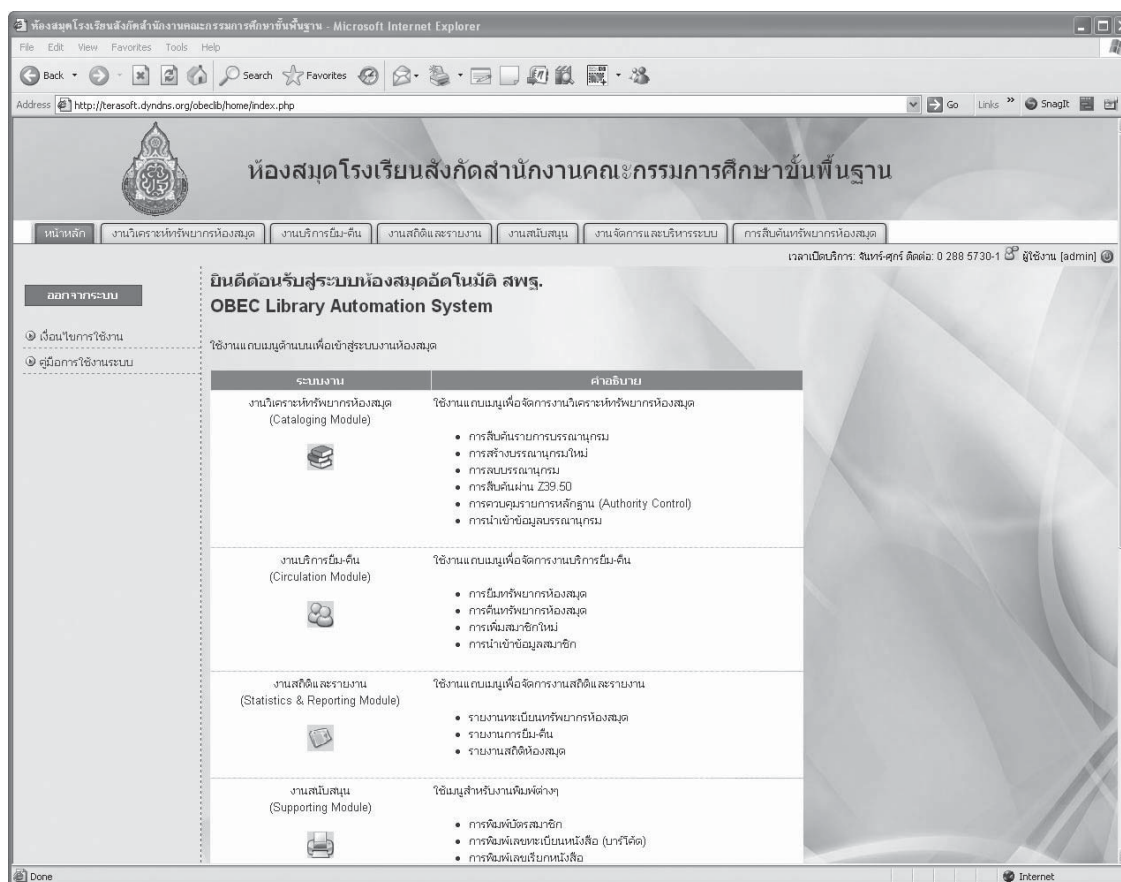 ห้องสมุดโรงเรียนสังกัดสำนักงานคณะกรรมการศึกษาขั้นพื้นฐาน - Microsoft Internet Explorer
File Edit View Favorites Tools Help
Back Search Favorites
Address http://terasoft.dyndns.org/obeclib/home/index.php Go Links » SnagIt
ห้องสมุดโรงเรียนสังกัดสำนักงานคณะกรรมการศึกษาขั้นพื้นฐาน
หน้าหลัก งานวิเคราะห์ทรัพยากรห้องสมุด งานบริการยืม-คืน งานสถิติและรายงาน งานสนับสนุน งานจัดการและบริหารระบบ การสืบค้นทรัพยากรห้องสมุด
เวลาเปิดบริการ: จันทร์-ศุกร์ ติดต่อ: 0 288 5730-1 ผู้ใช้งาน [admin]
ออกจากระบบ
เงื่อนไขการใช้งาน
คู่มือการใช้งานระบบ
ยินดีต้อนรับสู่ระบบห้องสมุดอัตโนมัติ สพฐ.
OBEC Library Automation System
ใช้งานแถบเมนูด้านบนเพื่อเข้าสู่ระบบงานห้องสมุด
ระบบงาน คำอธิบาย
งานวิเคราะห์ทรัพยากรห้องสมุด
(Cataloging Module)
ใช้งานแถบเมนูเพื่อจัดการงานวิเคราะห์ทรัพยากรห้องสมุด
• การสืบค้นรายการบรรณานุกรม
• การสร้างบรรณานุกรมใหม่
• การลบบรรณานุกรม
• การสืบค้นผ่าน Z39.50
• การควบคุมรายการหลักฐาน (Authority Control)
• การนำเข้าข้อมูลบรรณานุกรม
งานบริการยืม-คืน
(Circulation Module)
ใช้งานแถบเมนูเพื่อจัดการงานบริการยืม-คืน
• การยืมทรัพยากรห้องสมุด
• การคืนทรัพยากรห้องสมุด
• การเพิ่มสมาชิกใหม่
• การนำเข้าข้อมูลสมาชิก
งานสถิติและรายงาน
(Statistics & Reporting Module)
ใช้งานแถบเมนูเพื่อจัดการงานสถิติและรายงาน
• รายงานทะเบียนทรัพยากรห้องสมุด
• รายงานการยืม-คืน
• รายงานสถิติห้องสมุด
งานสนับสนุน
(Supporting Module)
ใช้เมนูสำหรับงานพิมพ์ต่างๆ
• การพิมพ์บัตรสมาชิก
• การพิมพ์เลขทะเบียนหนังสือ (บาร์โค้ด)
• การพิมพ์เลขเรียกหนังสือ
Done Internet